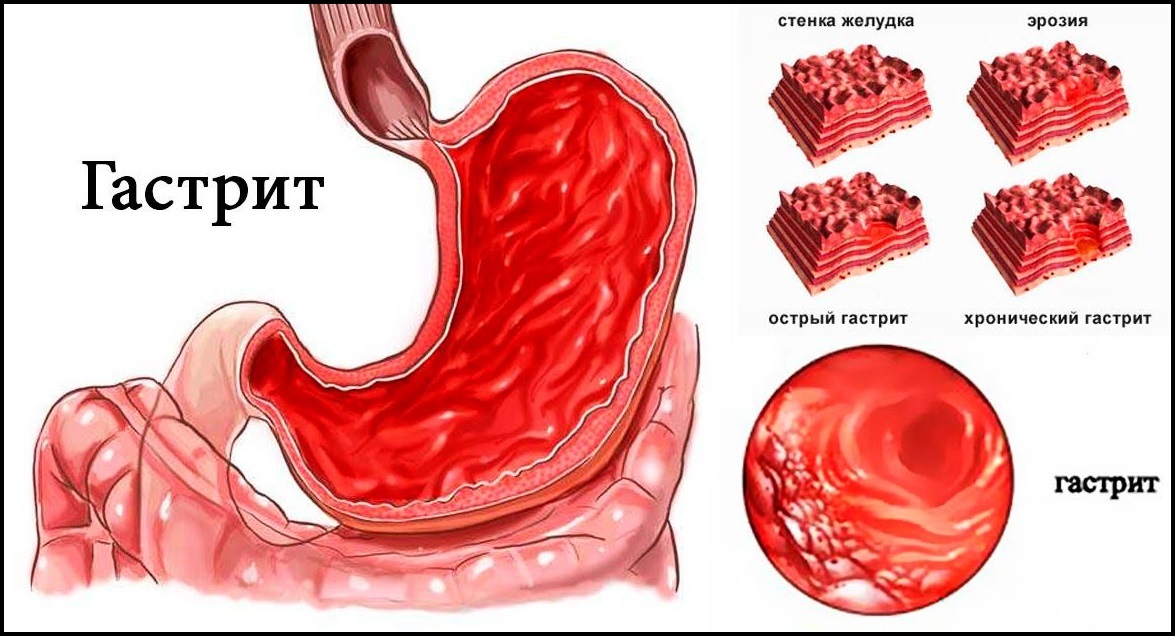 Гастрит
стенка желудка
эрозия
острый гастрит
хронический гастрит
гастрит